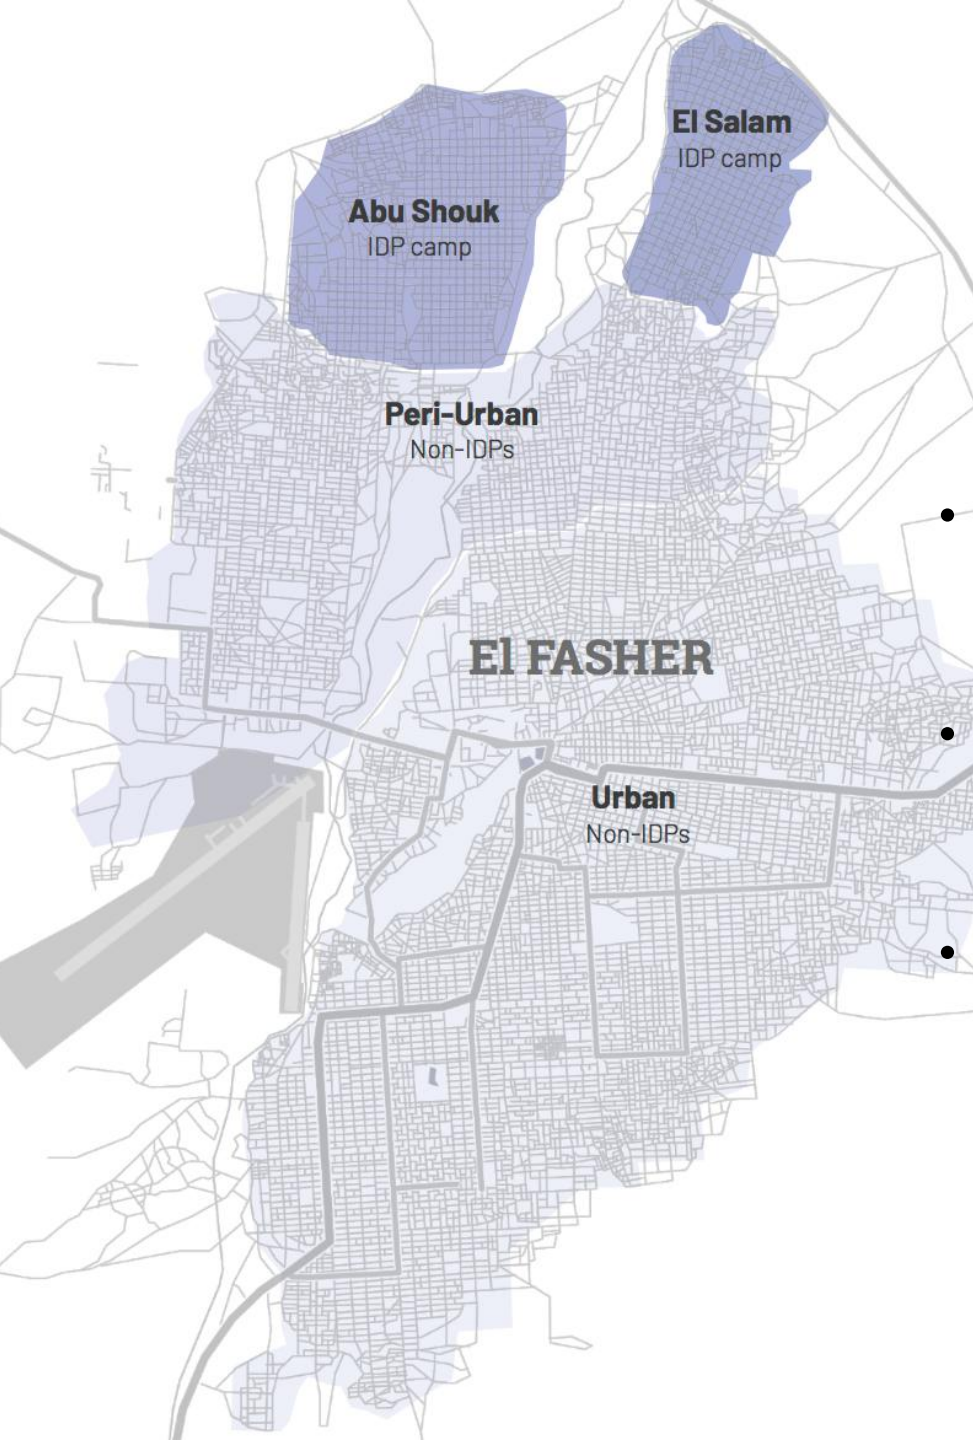 El Salam
IDP camp
Abu Shouk
IDP camp
Peri-Urban
Non-IDPs
El FASHER
Urban
Non-IDPs